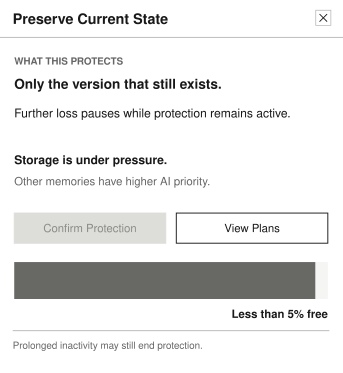 Preserve Current State
WHAT THIS PROTECTS
Only the version that still exists.
Further loss pauses while protection remains active.
Storage is under pressure.
Other memories have higher AI priority.
Confirm Protection
View Plans
Less than 5% free
Prolonged inactivity may still end protection.